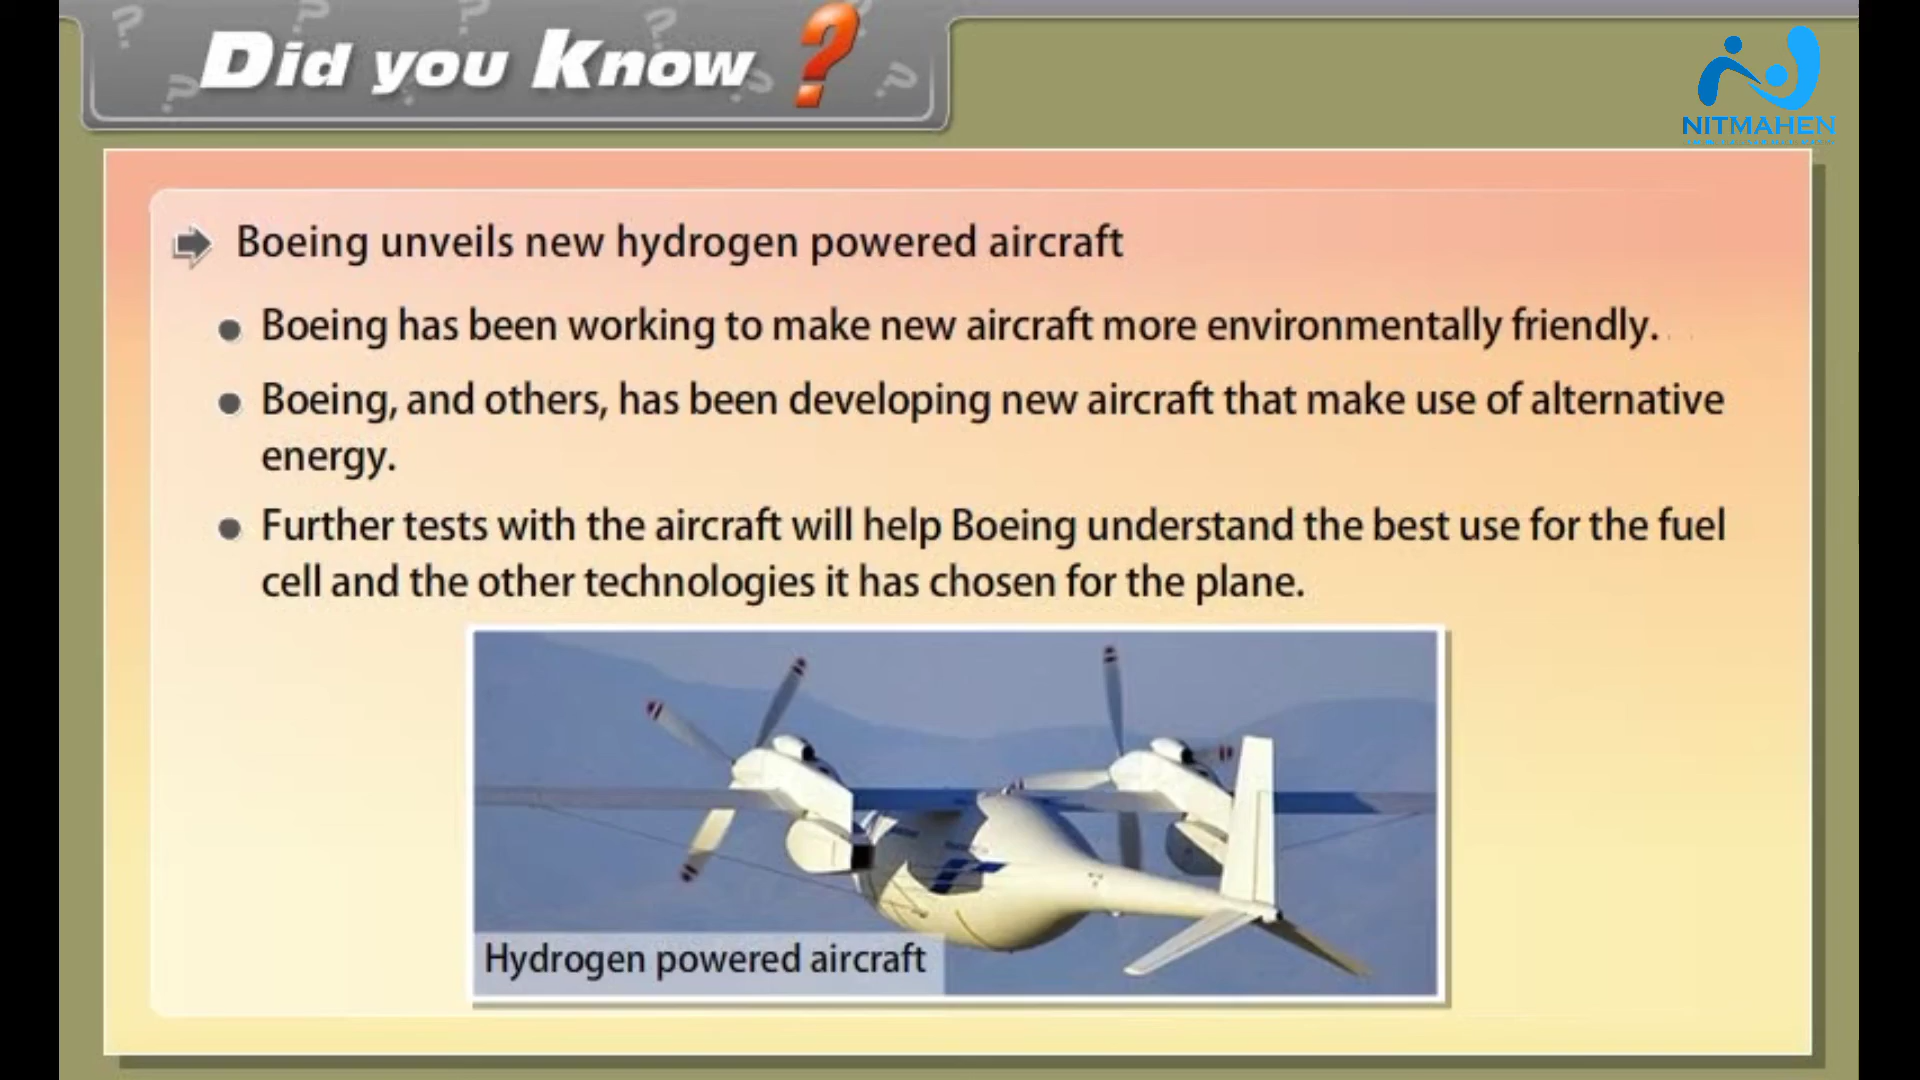 Did you Know ?
NITMAHEN
Boeing unveils new hydrogen powered aircraft
Boeing has been working to make new aircraft more environmentally friendly.
Boeing, and others, has been developing new aircraft that make use of alternative
energy.
Further tests with the aircraft will help Boeing understand the best use for the fuel
cell and the other technologies it has chosen for the plane.
Hydrogen powered aircraft